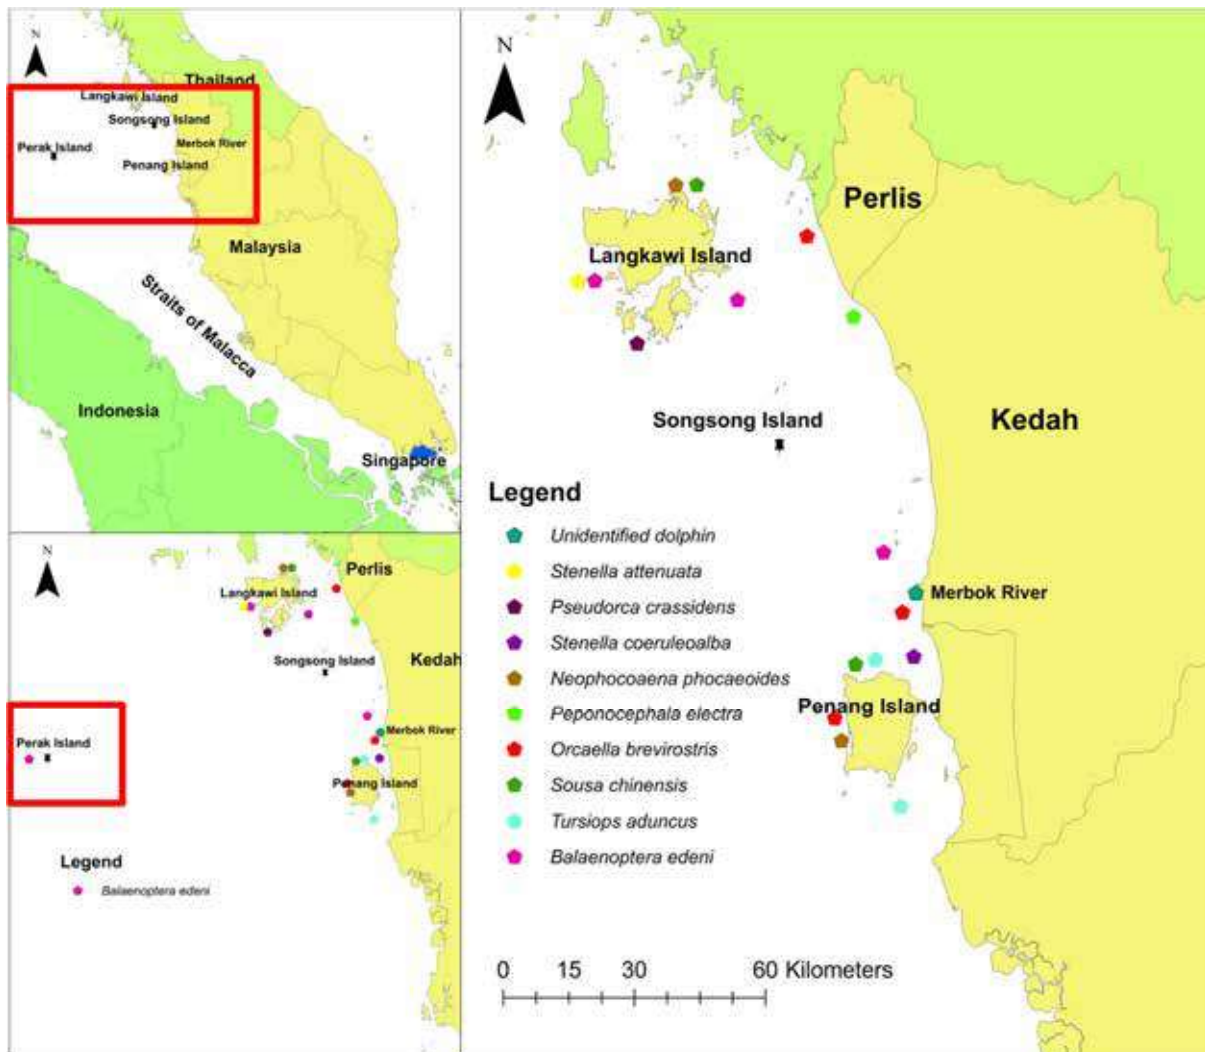 N
Thailand
Langkawi Island
Songsong Island
Perak Island
Merbok River
Penang Island
Malaysia
Straits of Malacca
Indonesia
Singapore
N
Perlis
Langkawi Island
Songsong Island
Kedah
Perak Island
Merbok River
Penang Island
Legend
Balaenoptera edeni
N
Perlis
Langkawi Island
Songsong Island
Kedah
Legend
Unidentified dolphin
Stenella attenuata
Pseudorca crassidens
Stenella coeruleoalba
Neophocoaena phocaeoides
Peponocephala electra
Orcaella brevirostris
Sousa chinensis
Tursiops aduncus
Balaenoptera edeni
Merbok River
Penang Island
0 15 30 60 Kilometers